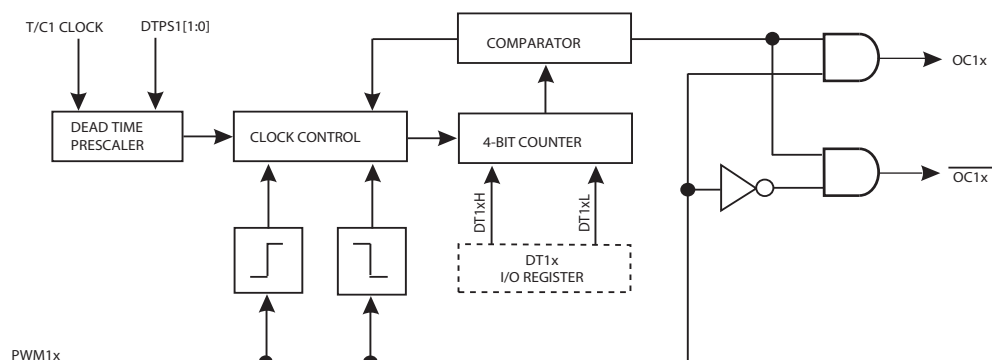 T/C1 CLOCK
DTPS1[1:0]
COMPARATOR
OC1x
DEAD TIME
PRESCALER
CLOCK CONTROL
4-BIT COUNTER
OC1x
DT1xH
DT1xL
DT1x
I/O REGISTER
PWM1x